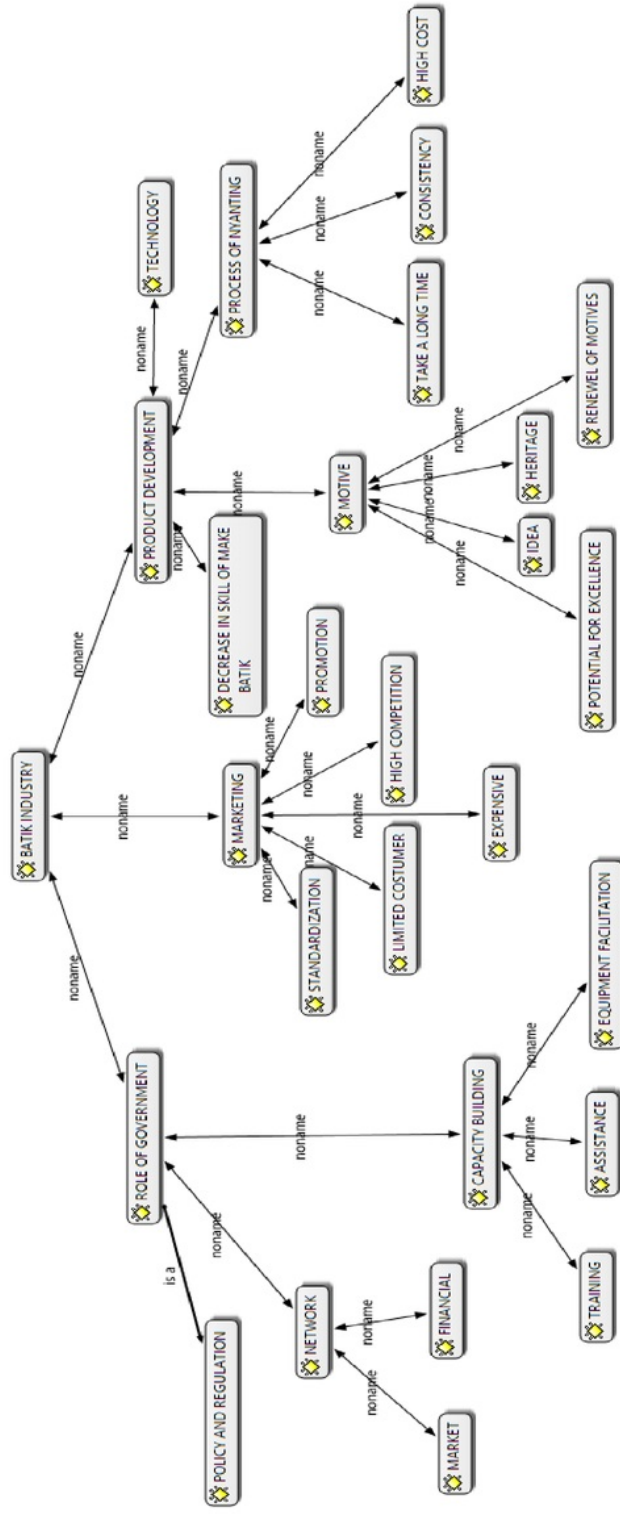 BATIK INDUSTRY
noname
noname
noname
ROLE OF GOVERNMENT
MARKETING
PRODUCT DEVELOPMENT
noname
TECHNOLOGY
is a
noname
noname
POLICY AND REGULATION
NETWORK
noname
noname
MARKET
FINANCIAL
CAPACITY BUILDING
noname
noname
noname
TRAINING
ASSISTANCE
EQUIPMENT FACILITATION
noname
noname
noname
noname
STANDARDIZATION
LIMITED COSTUMER
EXPENSIVE
HIGH COMPETITION
PROMOTION
noname
noname
noname
DECREASE IN SKILL OF MAKE
BATIK
MOTIVE
PROCESS OF NYANTING
noname
noname
noname
noname
POTENTIAL FOR EXCELLENCE
IDEA
HERITAGE
RENEWEL OF MOTIVES
noname
noname
noname
TAKE A LONG TIME
CONSISTENCY
HIGH COST